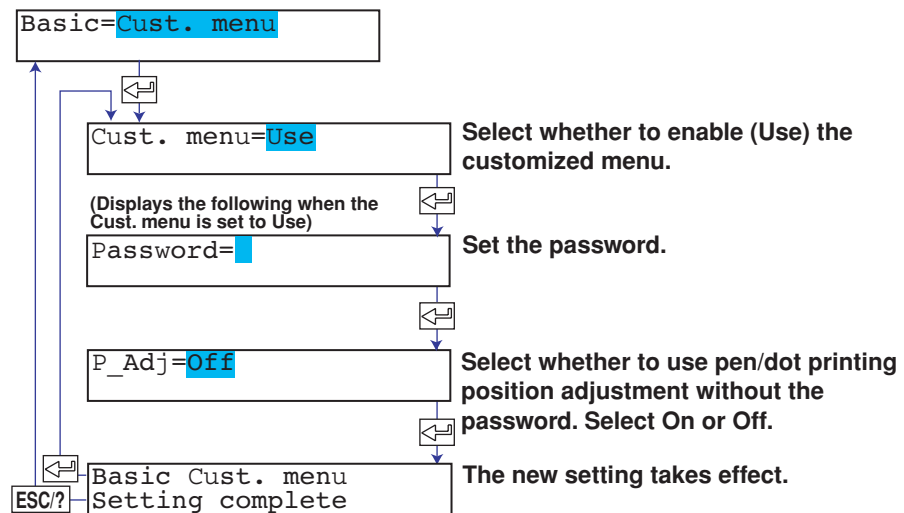 Basic=Cust. menu
Cust. menu=Use
Select whether to enable (Use) the
customized menu.
(Displays the following when the
Cust. menu is set to Use)
Password=
Set the password.
P_Adj=Off
Select whether to use pen/dot printing
position adjustment without the
password. Select On or Off.
Basic Cust. menu
Setting complete
The new setting takes effect.
ESC/?